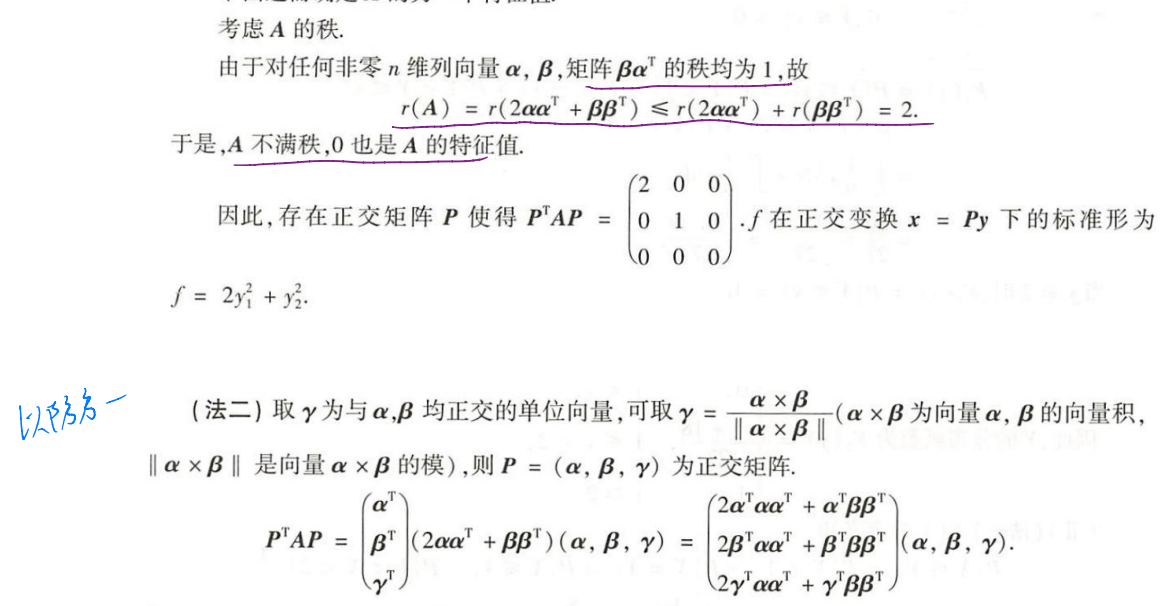 考虑 A 的秩.
由于对任何非零 n 维列向量 α, β,矩阵 βα^T 的秩均为 1,故
r(A) = r(2αα^T + ββ^T) ≤ r(2αα^T) + r(ββ^T) = 2.
于是,A 不满秩,0 也是 A 的特征值.
因此,存在正交矩阵 P 使得 P^TAP = (2 0 0; 0 1 0; 0 0 0). f 在正交变换 x = Py 下的标准形为
f = 2y_1^2 + y_2^2.
(法二) 取 γ 为与 α,β 均正交的单位向量,可取 γ = (α × β)/(‖α × β‖) (α × β 为向量 α, β 的向量积,
‖α × β‖ 是向量 α × β 的模),则 P = (α, β, γ) 为正交矩阵.
P^TAP = (α^T; β^T; γ^T)(2αα^T + ββ^T)(α, β, γ) = (2α^Tαα^T + α^Tββ^T; 2β^Tαα^T + β^Tββ^T; 2γ^Tαα^T + γ^Tββ^T)(α, β, γ).